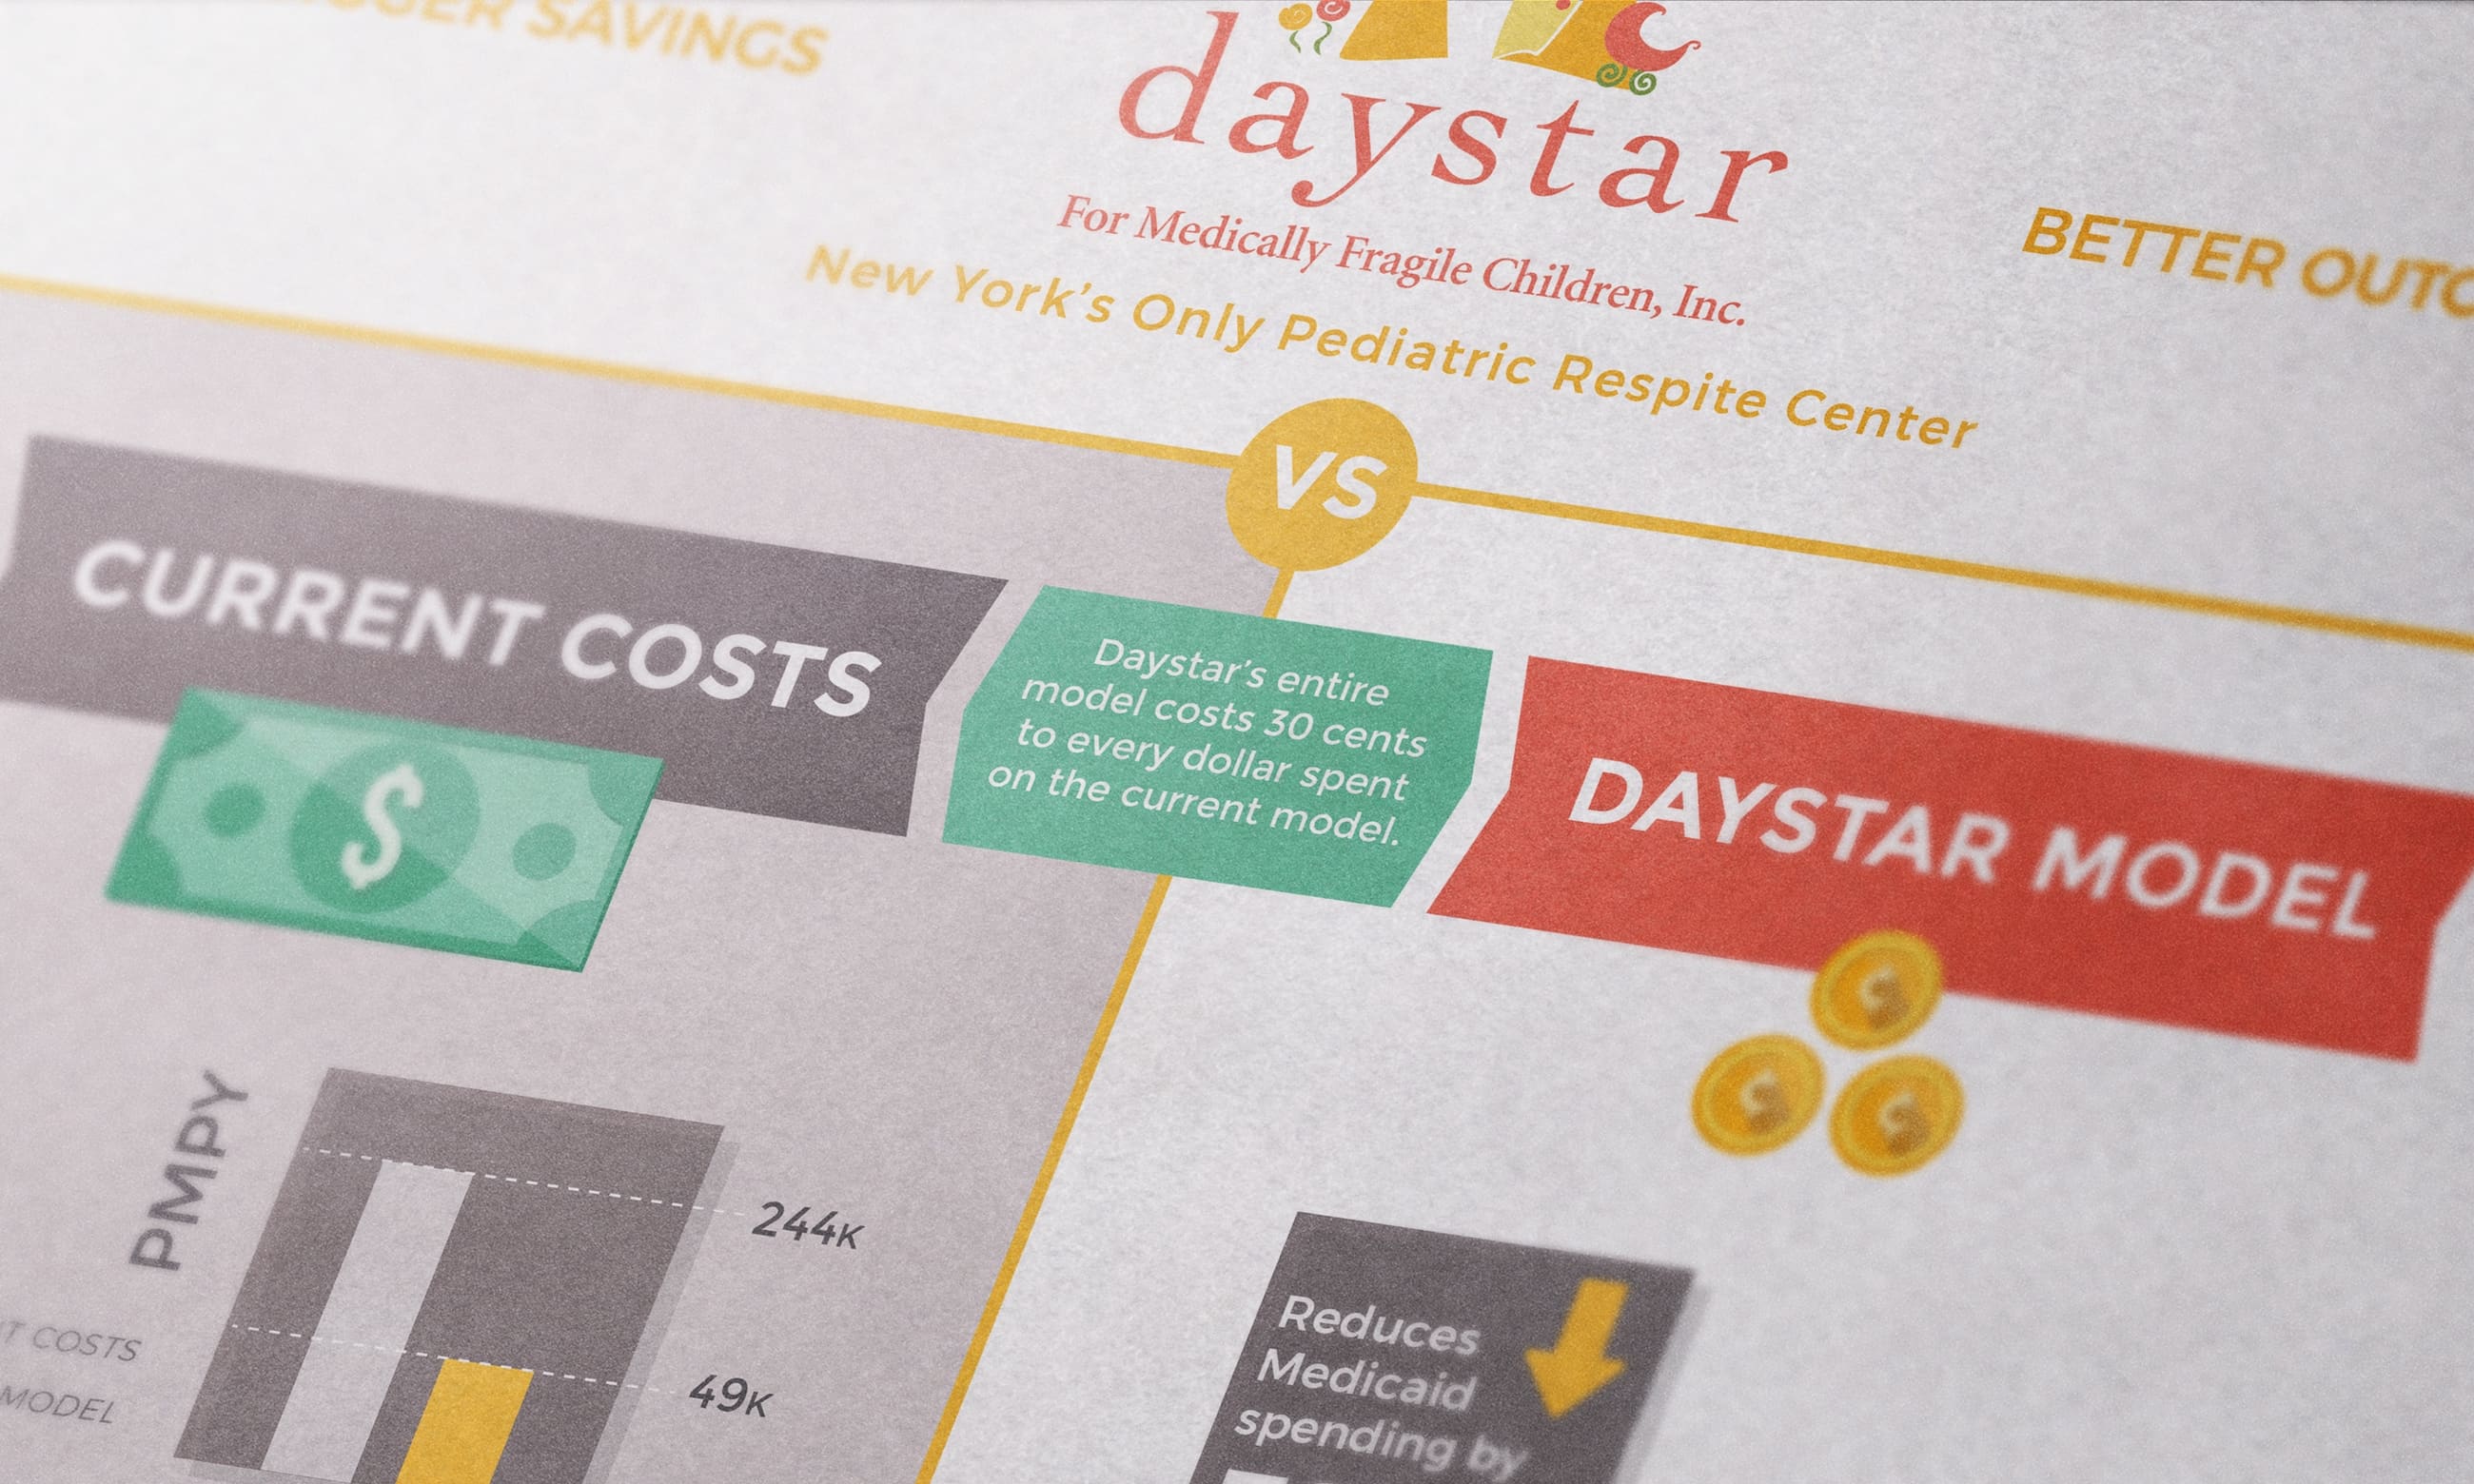 SAVINGS
daystar
For Medically Fragile Children, Inc.
New York's Only Pediatric Respite Center
BETTER
VS
CURRENT COSTS
$
Daystar's entire
model costs 30 cents
to every dollar spent
on the current model.
DAYSTAR MODEL
PMPY
244K
49K
COSTS
MODEL
Reduces
Medicaid
spending by